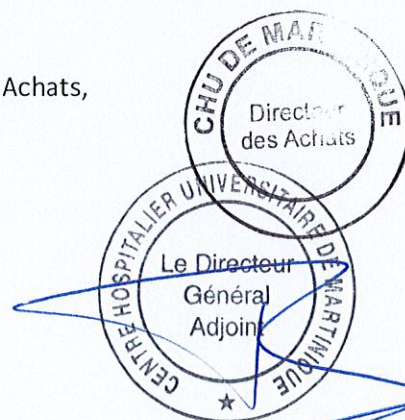 Achats,
CHU DE MARTINIQUE
Directeur
des Achats
CENTRE HOSPITALIER UNIVERSITAIRE DE MARTINIQUE
Le Directeur
Général
Adjoint